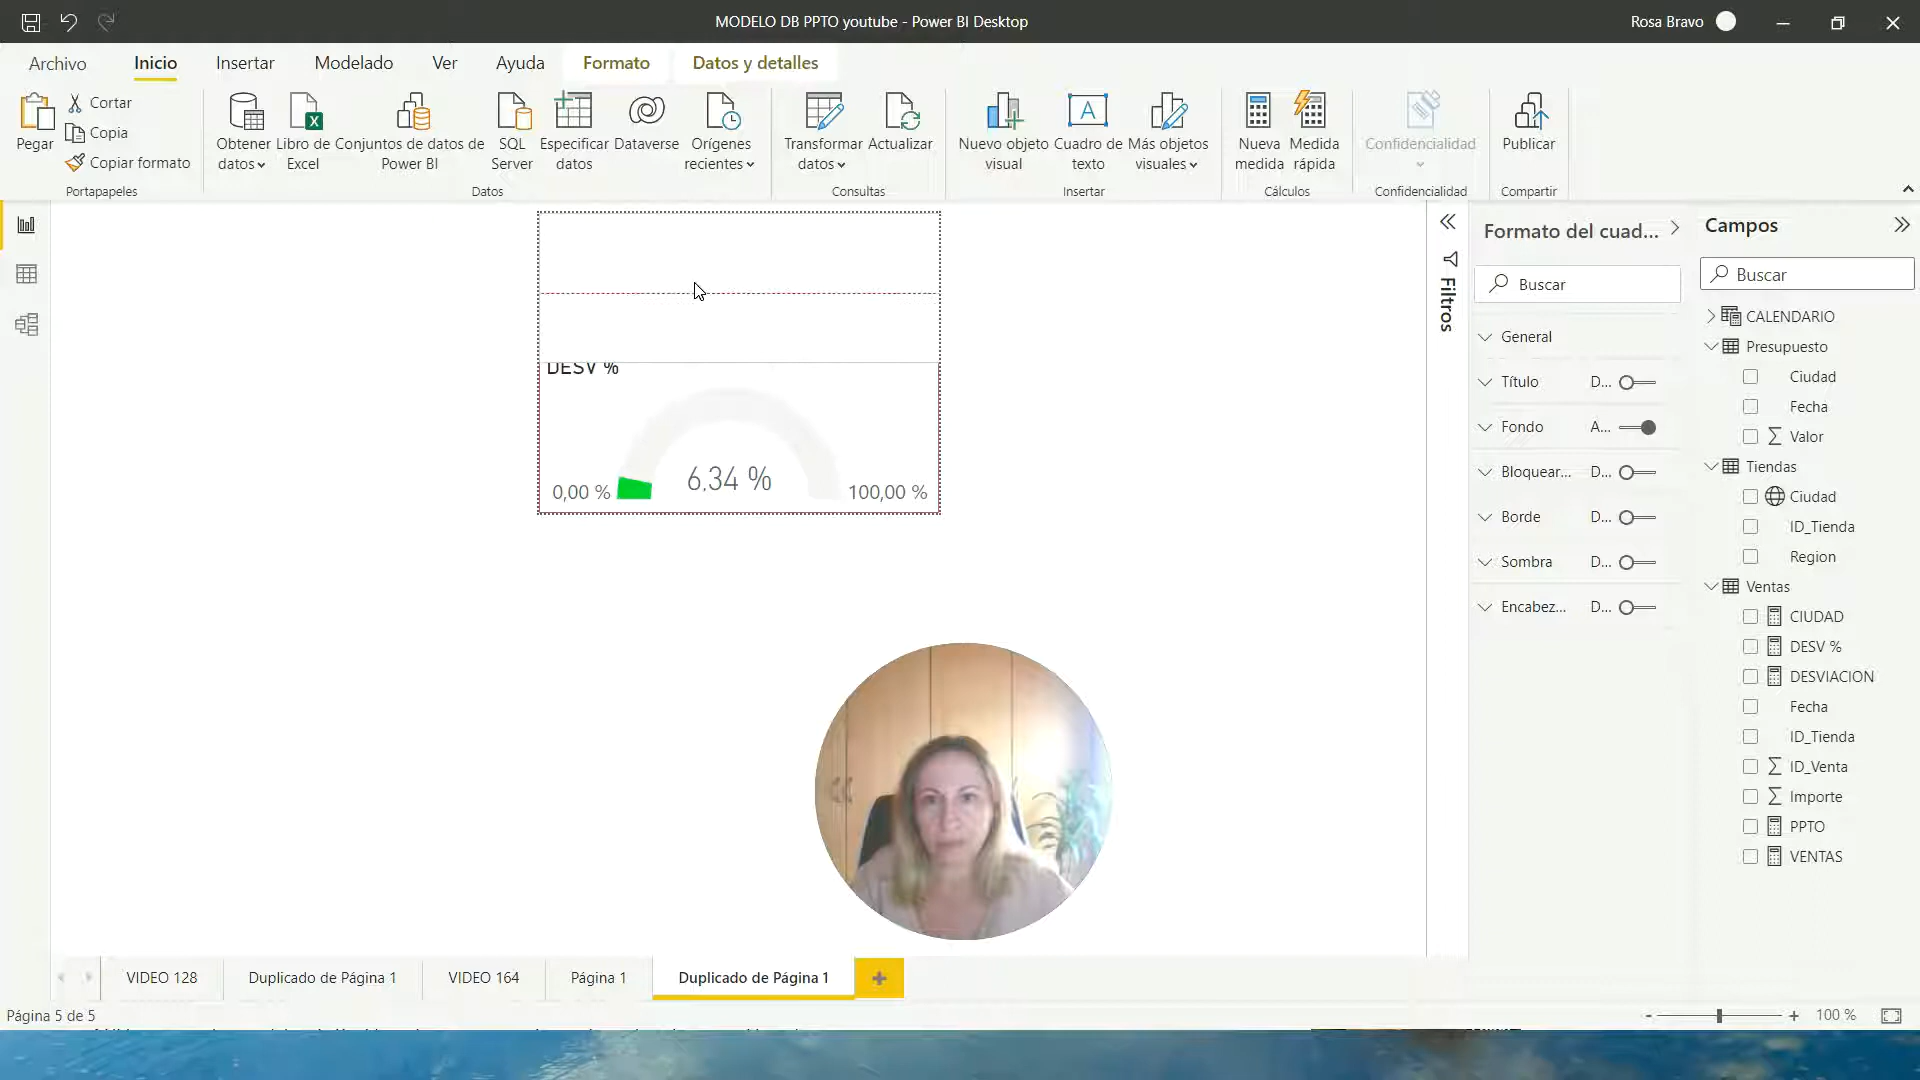 MODELO DB PPTO youtube - Power BI Desktop
Rosa Bravo
Archivo
Inicio
Insertar
Modelado
Ver
Ayuda
Formato
Datos y detalles
Pegar
Cortar
Copia
Copiar formato
Portapapeles
Obtener datos
Libro de Excel
Conjuntos de datos de Power BI
SQL Server
Especificar datos
Dataverse
Orígenes recientes
Datos
Transformar datos
Actualizar
Consultas
Nuevo objeto visual
Cuadro de texto
Más objetos visuales
Insertar
Nueva medida
Medida rápida
Cálculos
Confidencialidad
Confidencialidad
Publicar
Compartir
DESV %
6,34 %
0,00 %
100,00 %
Filtros
Formato del cuad...
Buscar
General
Título D...
Fondo A...
Bloquear... D...
Borde D...
Sombra D...
Encabez... D...
Campos
Buscar
CALENDARIO
Presupuesto
Ciudad
Fecha
Valor
Tiendas
Ciudad
ID_Tienda
Region
Ventas
CIUDAD
DESV %
DESVIACION
Fecha
ID_Tienda
ID_Venta
Importe
PPTO
VENTAS
VIDEO 128
Duplicado de Página 1
VIDEO 164
Página 1
Duplicado de Página 1
Página 5 de 5
- + 100 %